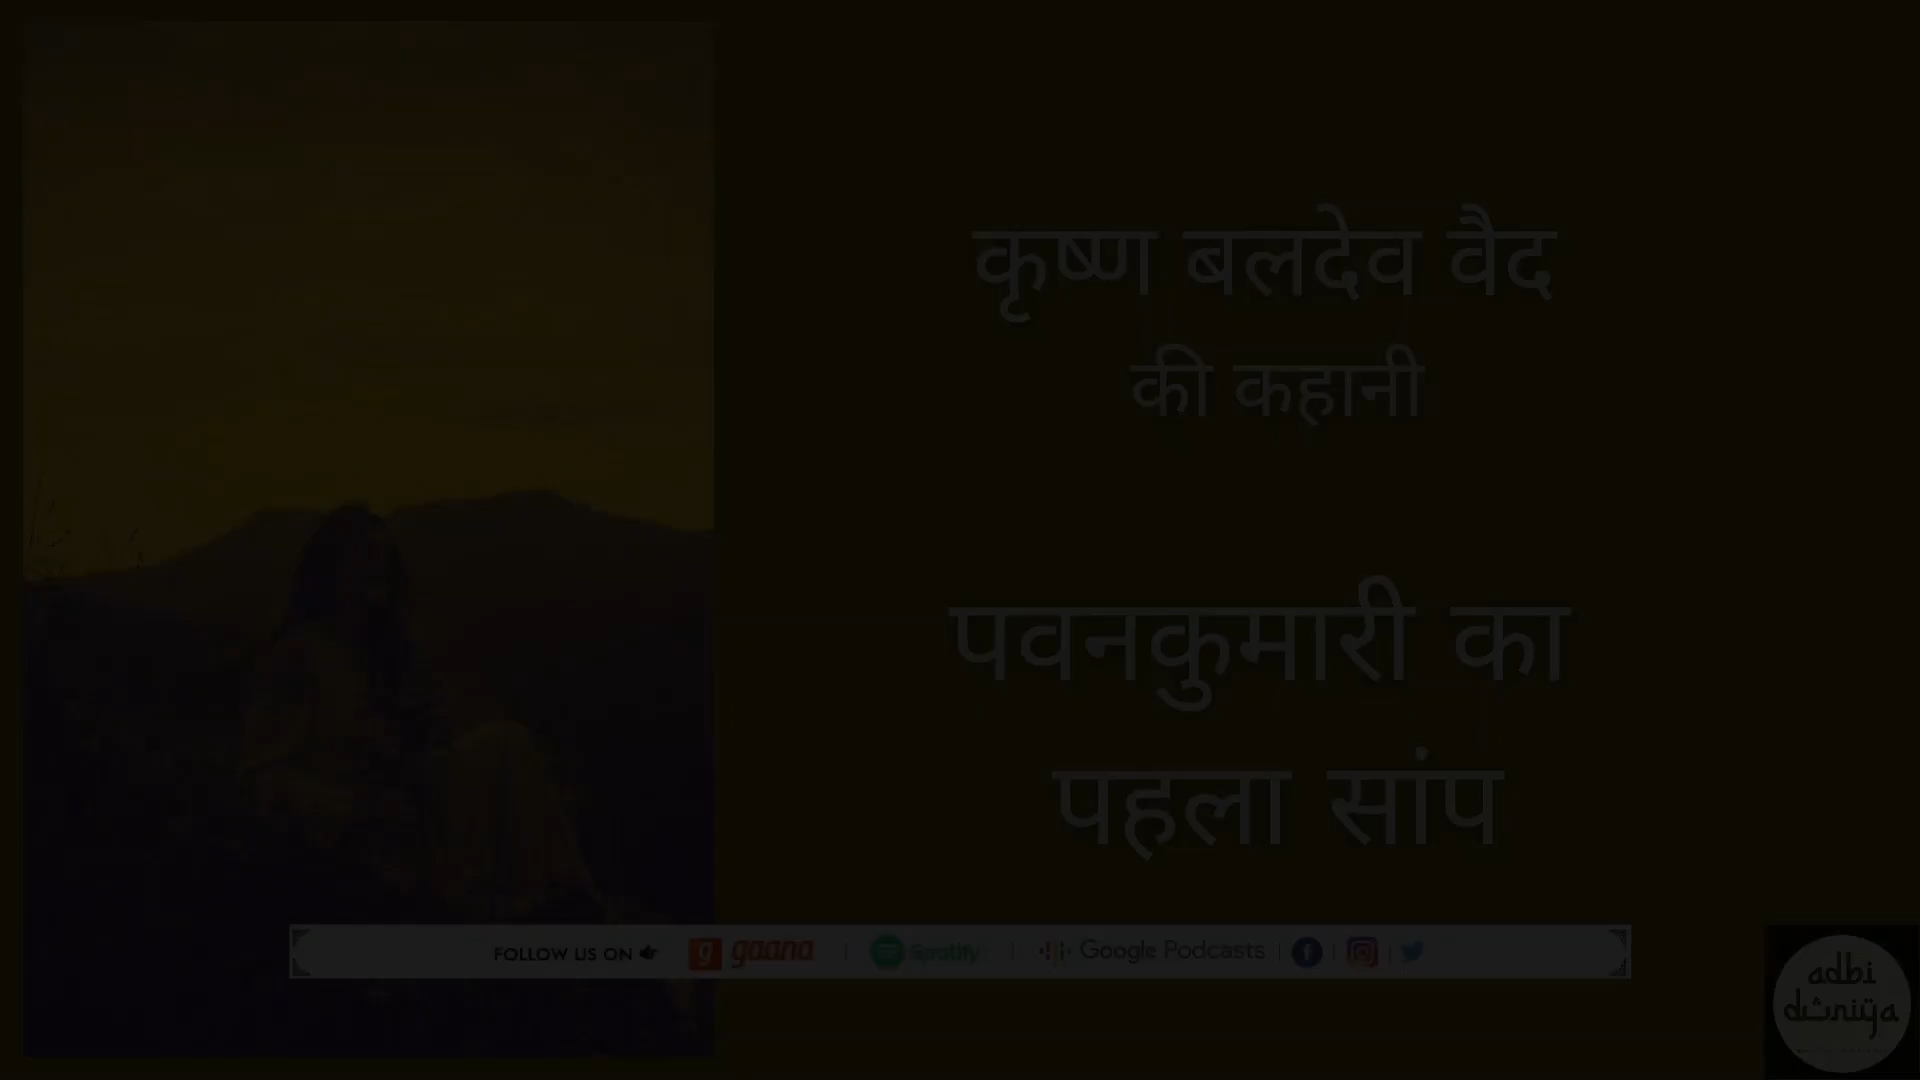 कृष्ण बलदेव वैद
की कहानी
पवनकुमारी का
पहला सांप
FOLLOW US ON gaana | Spotify | Google Podcasts | f | |
adbi
duniya